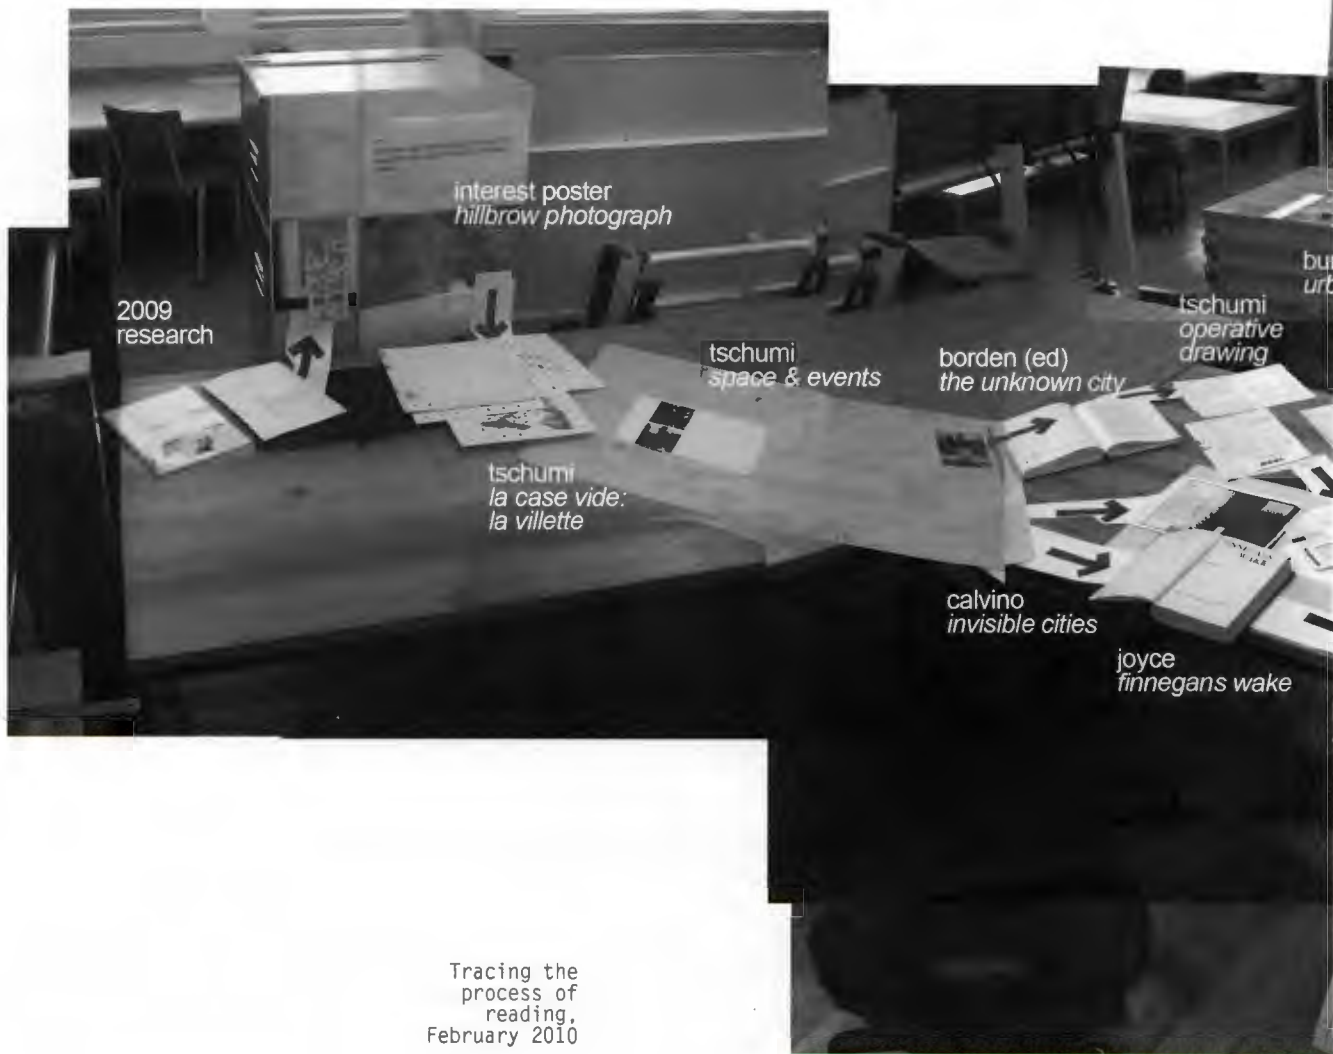 interest poster
hillbrow photograph
2009
research
tschumi
space & events
borden (ed)
the unknown city
tschumi
operative
drawing
tschumi
la case vide:
la villette
calvino
invisible cities
joyce
finnegans wake
Tracing the
process of
reading,
February 2010